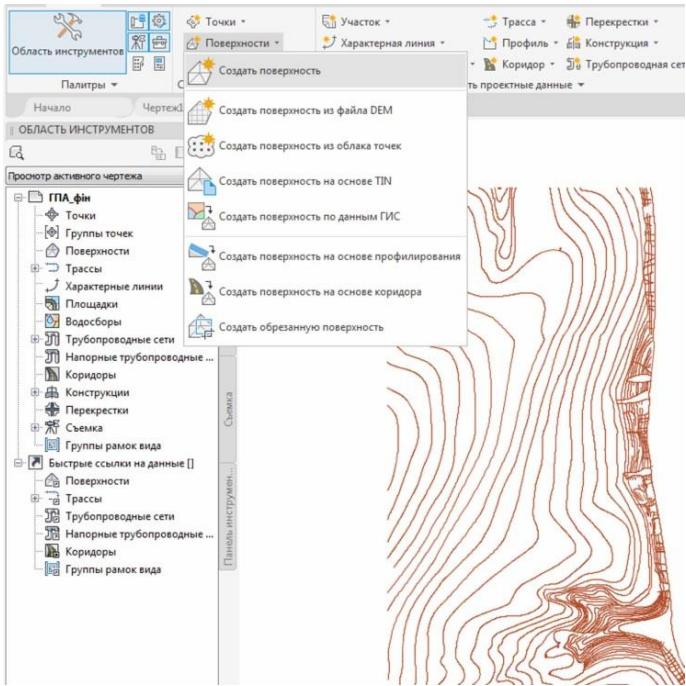 Область инструментов
Палитры
Точки
Поверхности
Участок
Характерная линия
Трасса
Профиль
Коридор
Перекрестки
Конструкция
Трубопроводная сет
ть проектные данные
Начало
Чертеж1
ОБЛАСТЬ ИНСТРУМЕНТОВ
Просмотр активного чертежа
Создать поверхность
Создать поверхность из файла DEM
Создать поверхность из облака точек
Создать поверхность на основе TIN
Создать поверхность по данным ГИС
Создать поверхность на основе профилирования
Создать поверхность на основе коридора
Создать обрезанную поверхность
ГПА_фін
Точки
Группы точек
Поверхности
Трассы
Характерные линии
Площадки
Водосборы
Трубопроводные сети
Напорные трубопроводные ...
Коридоры
Конструкции
Перекрестки
Съемка
Группы рамок вида
Быстрые ссылки на данные []
Поверхности
Трассы
Трубопроводные сети
Напорные трубопроводные ...
Коридоры
Группы рамок вида
Съемка
Панель инструмен...